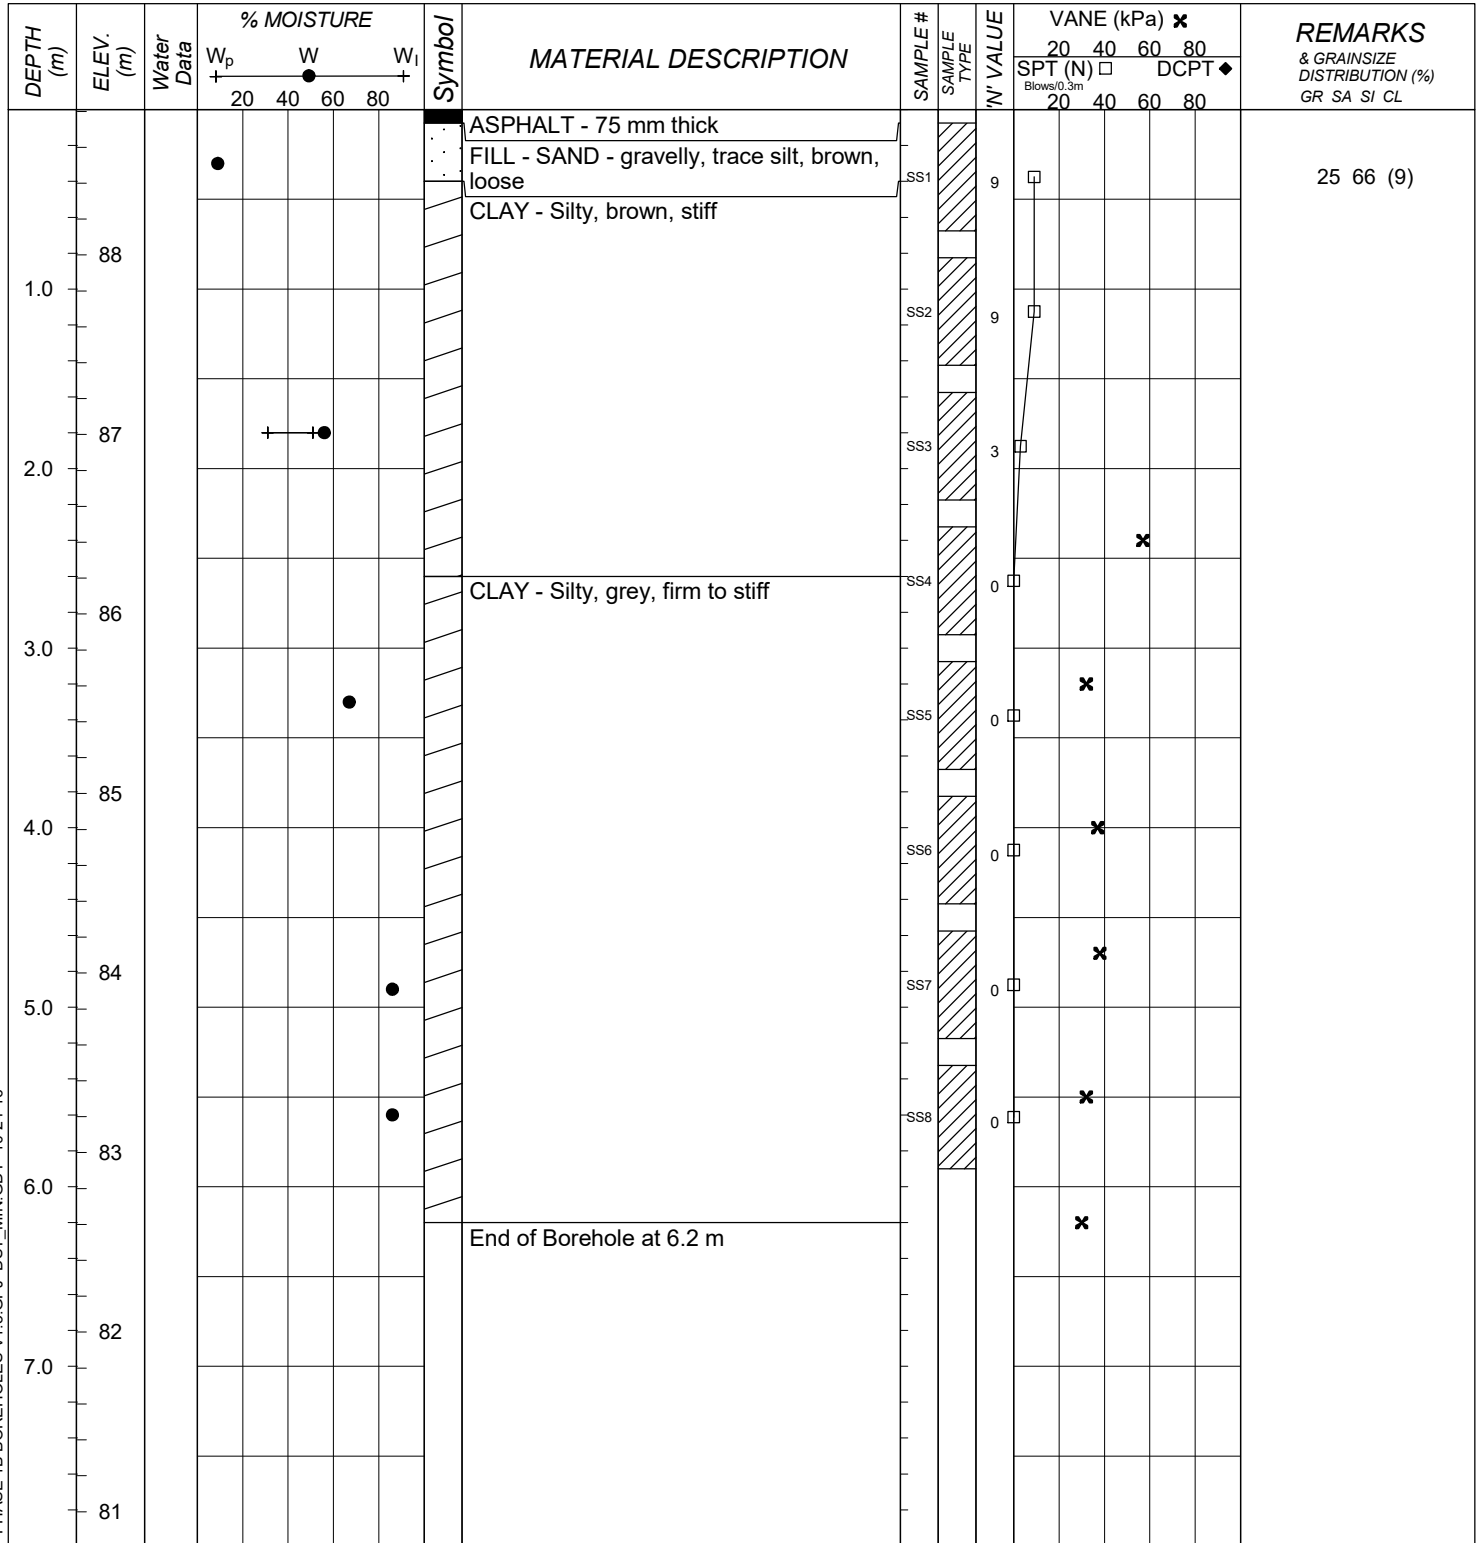 DEPTH (m)
ELEV. (m)
Water Data
% MOISTURE
Wp W Wl
20 40 60 80
Symbol
MATERIAL DESCRIPTION
SAMPLE #
SAMPLE TYPE
'N' VALUE
VANE (kPa) ✖
20 40 60 80
SPT (N) □ DCPT ◆
Blows/0.3m
20 40 60 80
REMARKS
& GRAINSIZE
DISTRIBUTION (%)
GR SA SI CL
ASPHALT - 75 mm thick
FILL - SAND - gravelly, trace silt, brown,
loose
SS1 9 25 66 (9)
CLAY - Silty, brown, stiff
88
1.0
SS2 9
87
SS3 3
2.0
SS4 0
CLAY - Silty, grey, firm to stiff
86
3.0
SS5 0
85
4.0
SS6 0
84
SS7 0
5.0
SS8 0
83
6.0
End of Borehole at 6.2 m
82
7.0
81